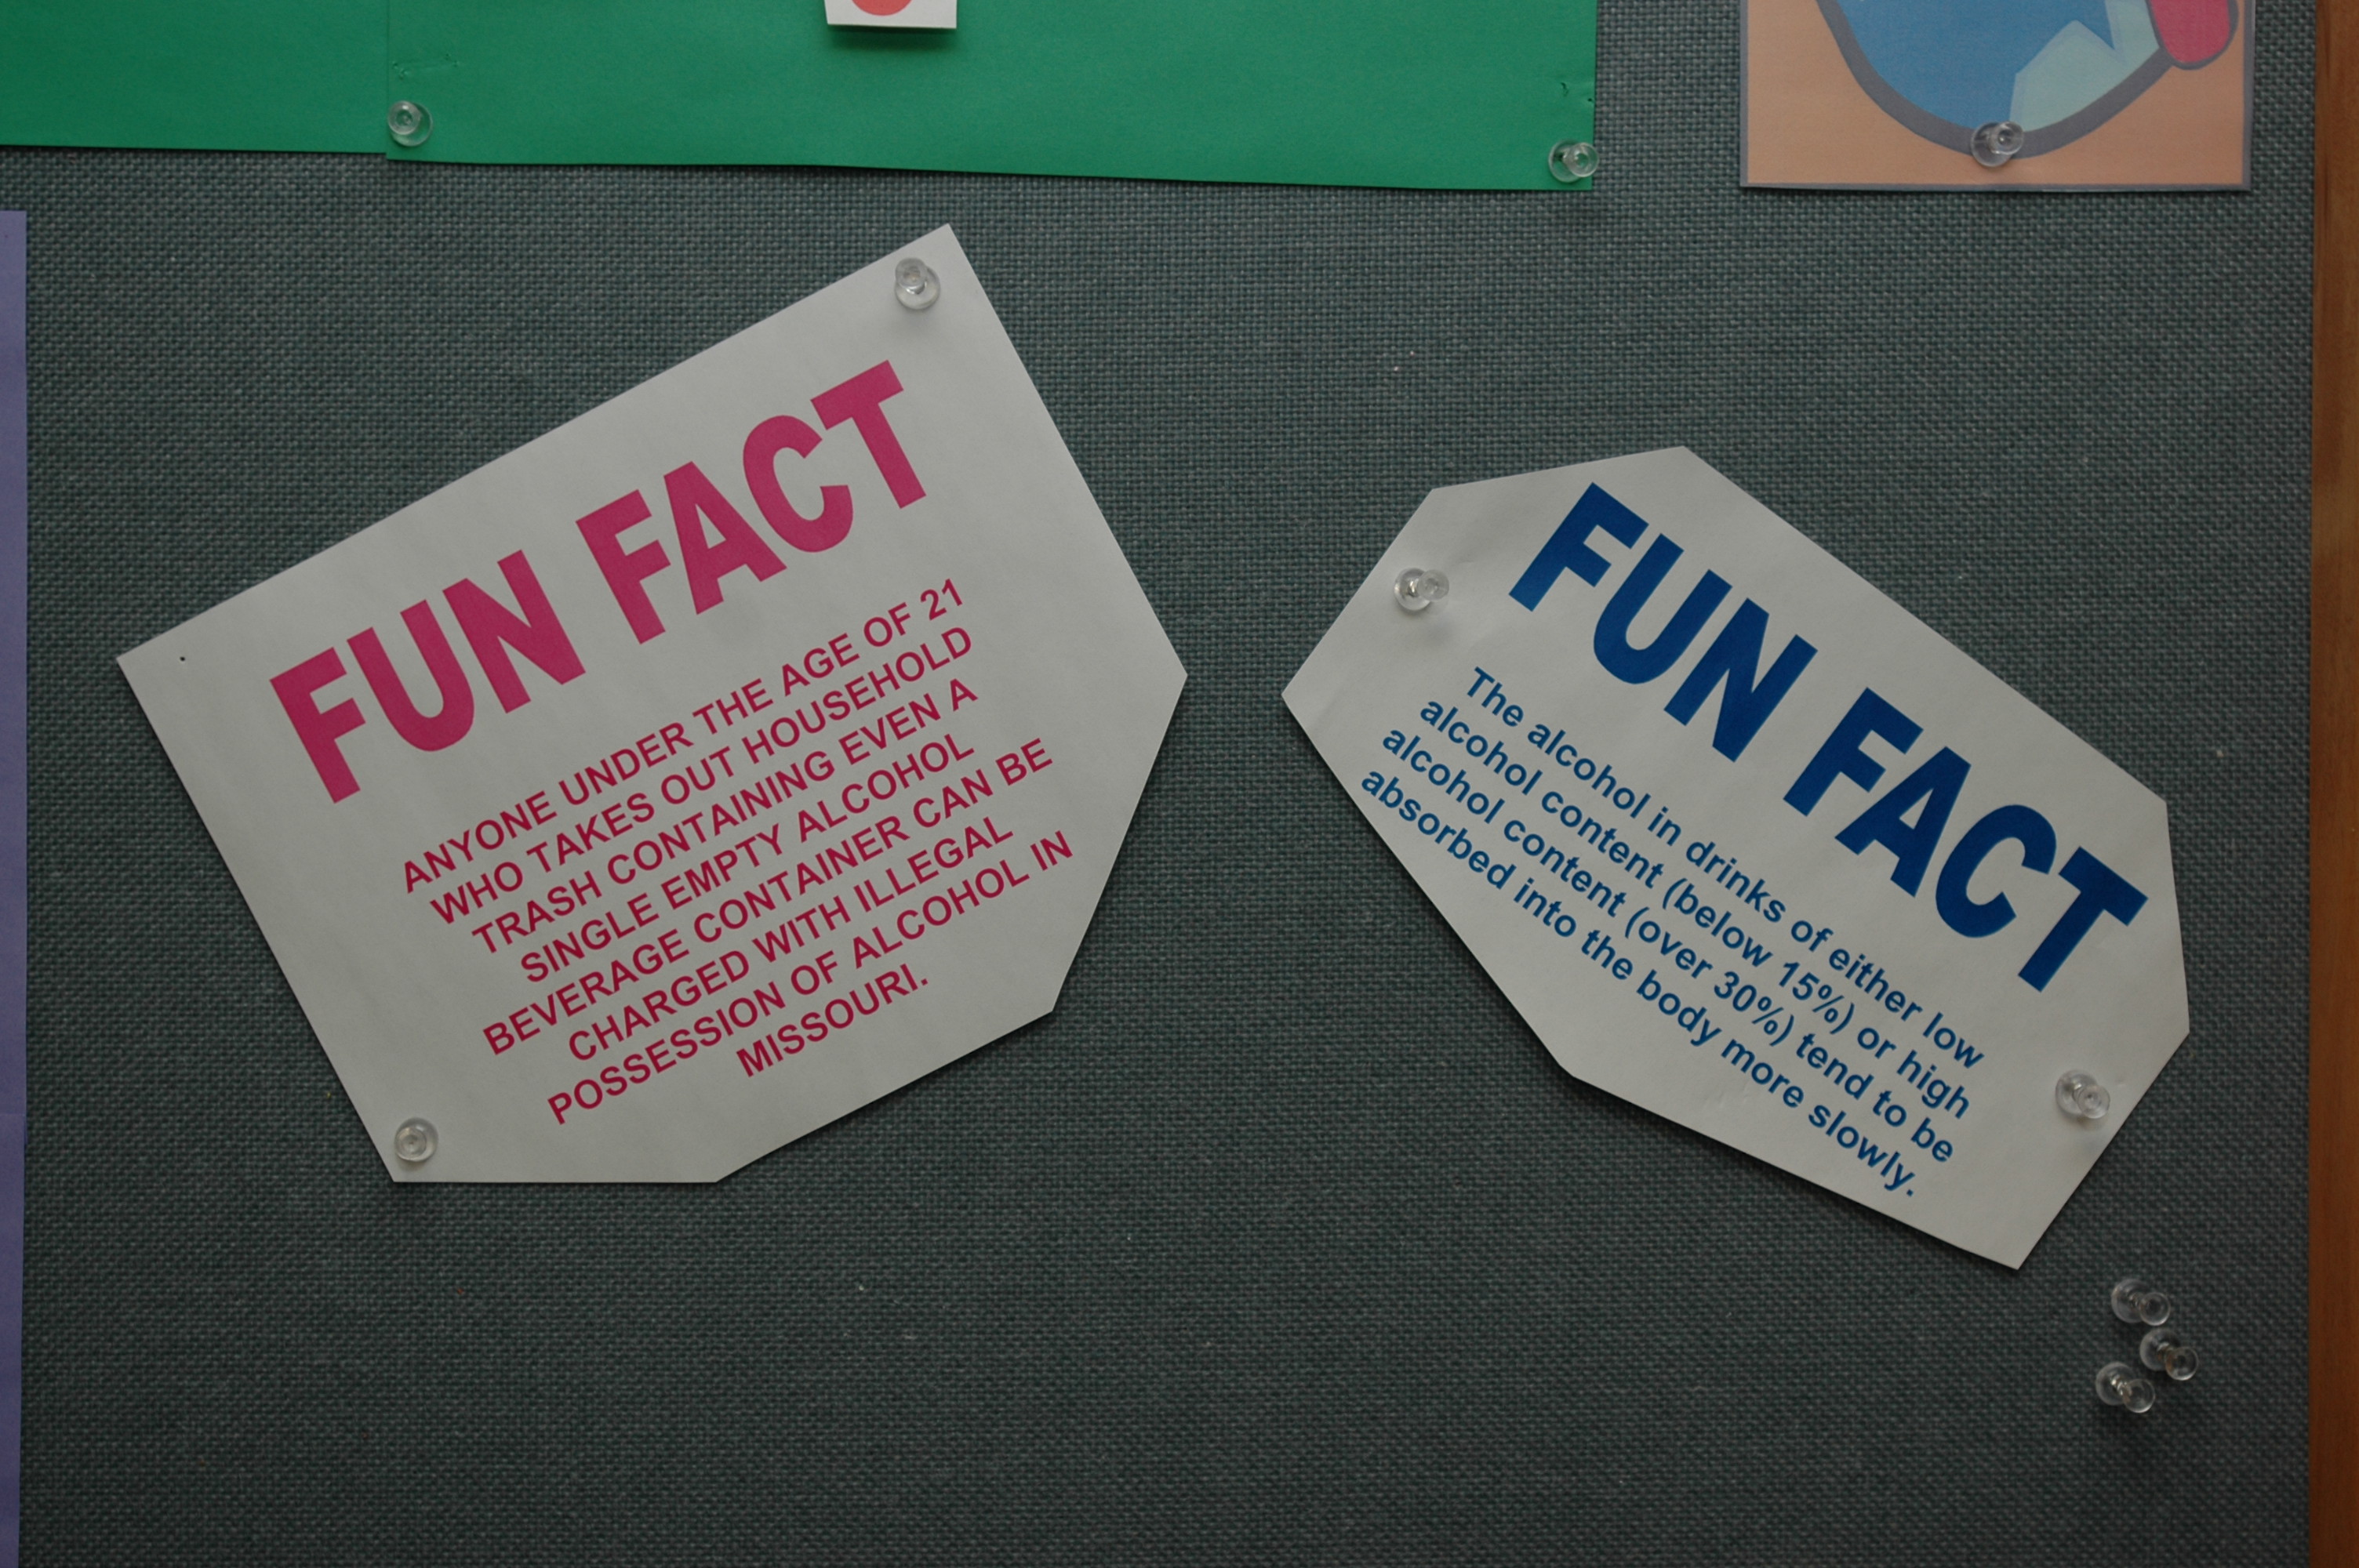 FUN FACT
ANYONE UNDER THE AGE OF 21
WHO TAKES OUT HOUSEHOLD
TRASH CONTAINING EVEN A
SINGLE EMPTY ALCOHOL
BEVERAGE CONTAINER CAN BE
CHARGED WITH ILLEGAL
POSSESSION OF ALCOHOL IN
MISSOURI.
FUN FACT
The alcohol in drinks of either low
alcohol content (below 15%) or high
alcohol content (over 30%) tend to be
absorbed into the body more slowly.